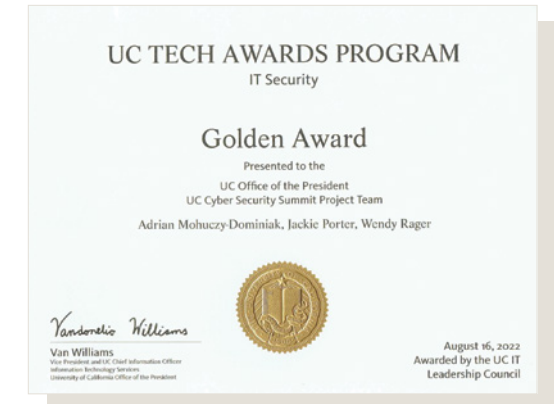 UC TECH AWARDS PROGRAM
IT Security
Golden Award
Presented to the
UC Office of the President
UC Cyber Security Summit Project Team
Adrian Mohuczy-Dominiak, Jackie Porter, Wendy Rager
Vandorelis Williams
Van Williams
Vice President and UC Chief Information Officer
Information Technology Services
University of California Office of the President
August 16, 2022
Awarded by the UC IT
Leadership Council